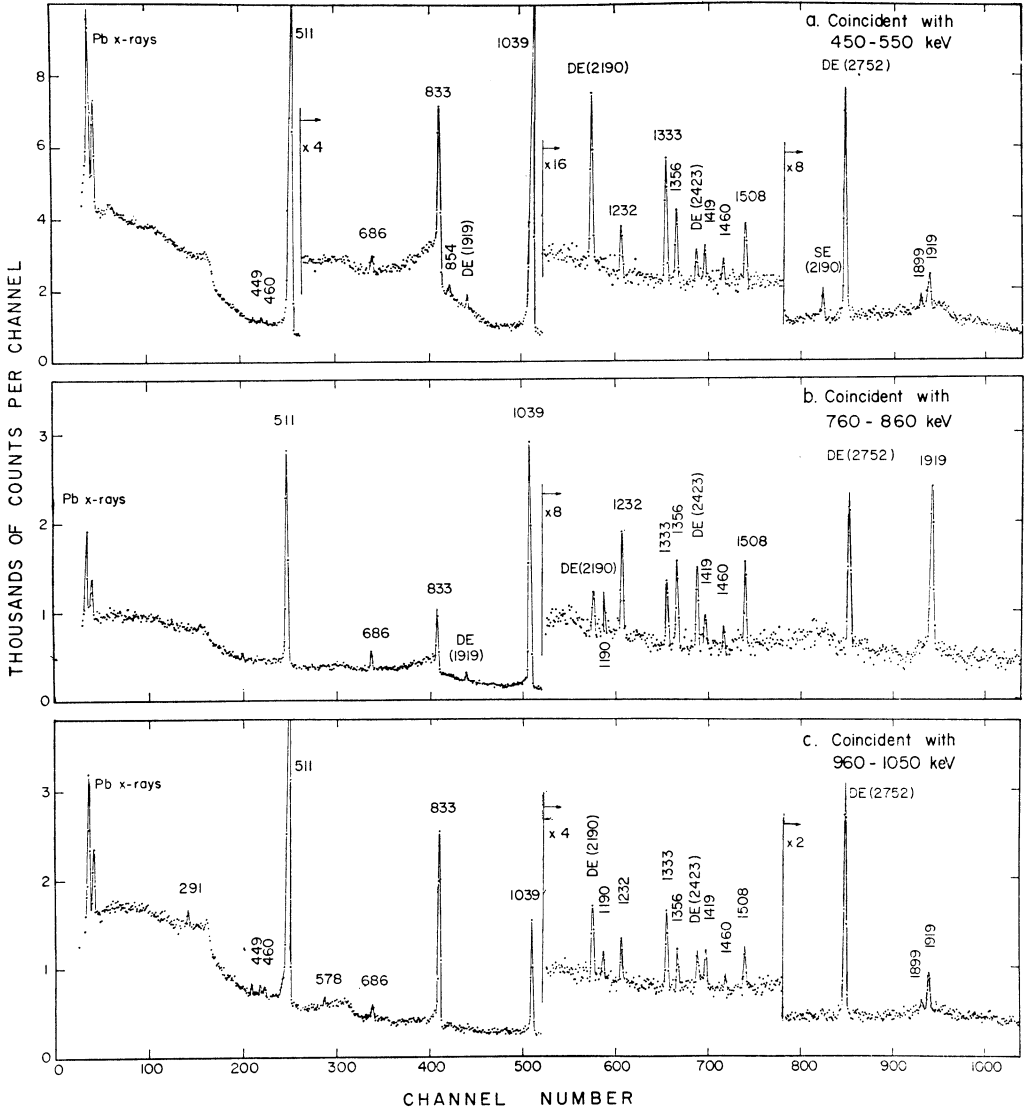 THOUSANDS OF COUNTS PER CHANNEL
a. Coincident with
450-550 keV
Pb x-rays
511
1039
DE(2190)
DE (2752)
833
1333
1356
x 4
x16
x8
DE (2423)
1419
1460
1508
1232
686
854
DE (1919)
SE
(2190)
1899
1919
449
460
8
6
4
2
0
b. Coincident with
760 - 860 keV
511
1039
DE (2752)
1919
Pb x-rays
x8
1232
1333
1356
DE (2423)
1419
1460
1508
DE(2190)
1190
833
686
DE
(1919)
3
2
1
0
c. Coincident with
960-1050 keV
Pb x-rays
511
833
DE(2752)
x 4
x 2
DE (2190)
1190
1232
1333
1356
DE(2423)
1419
1460
1508
291
1039
449
460
578
686
1899
1919
3
2
1
0
0 100 200 300 400 500 600 700 800 900 1000
CHANNEL NUMBER